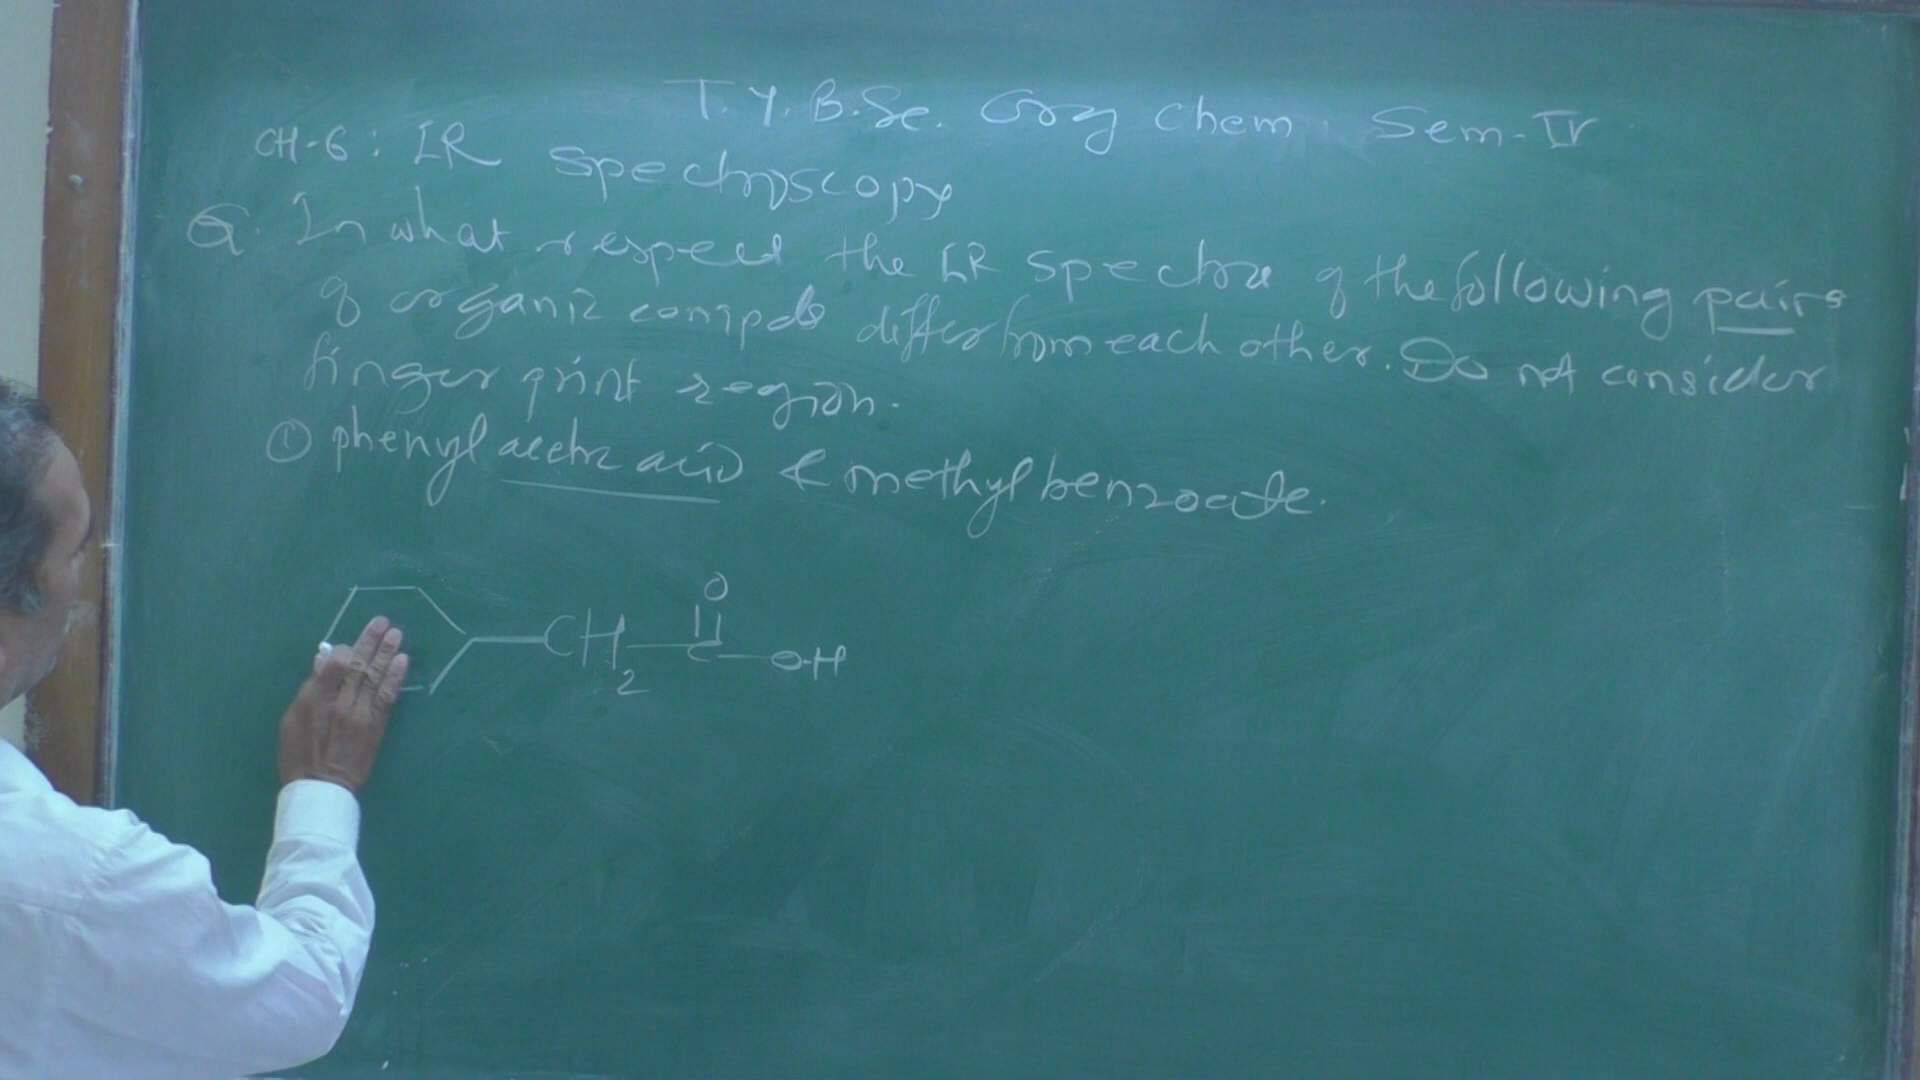 T.Y.B.Sc. Org Chem. Sem-IV
CH-6: IR Spectroscopy
Q. In what respect the IR spectra of the following pairs
of organic compds differ from each other. Do not consider
finger print region.
① phenyl acetic acid & methyl benzoate.
O
CH2 C O-H